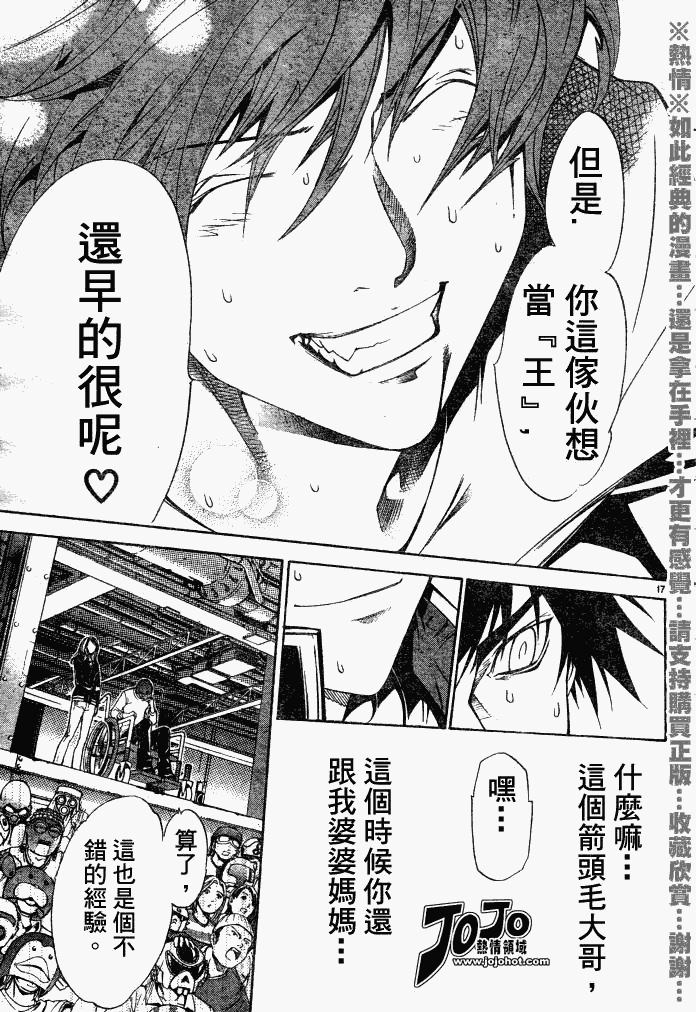 ※熱情※如此經典的漫畫…還是拿在手裡…才更有感覺…請支持購買正版…收藏欣賞…謝謝…
但是.
你這傢伙想
當『王』,
還早的很呢♡
17
什麼嘛…
這個箭頭毛大哥,
嘿…
這個時候你還
跟我婆婆媽媽…
算了,
這也是個不
錯的經驗。
JOJO
熱情領域
www.jojohot.com